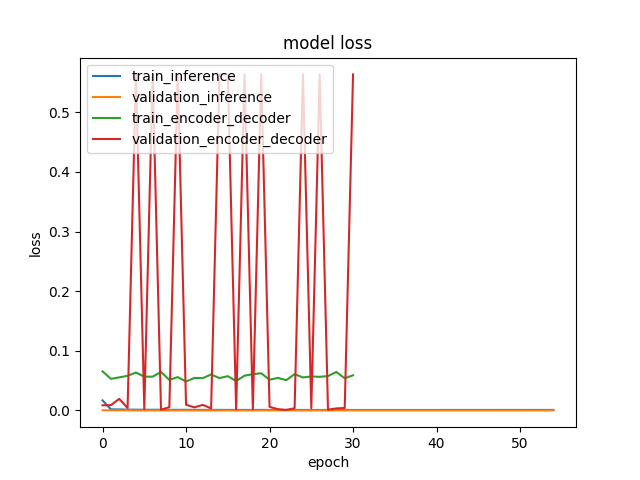 model loss
train_inference
validation_inference
train_encoder_decoder
validation_encoder_decoder
0.5
0.4
0.3
0.2
0.1
0.0
loss
0 10 20 30 40 50
epoch